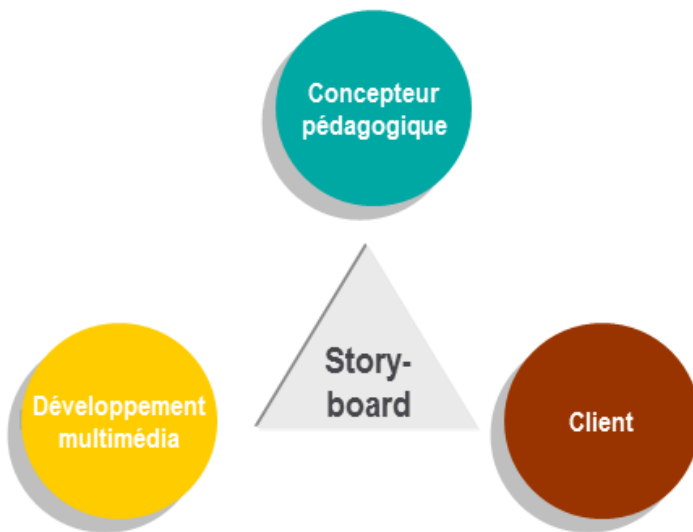 Concepteur
pédagogique
Story-
board
Développement
multimédia
Client